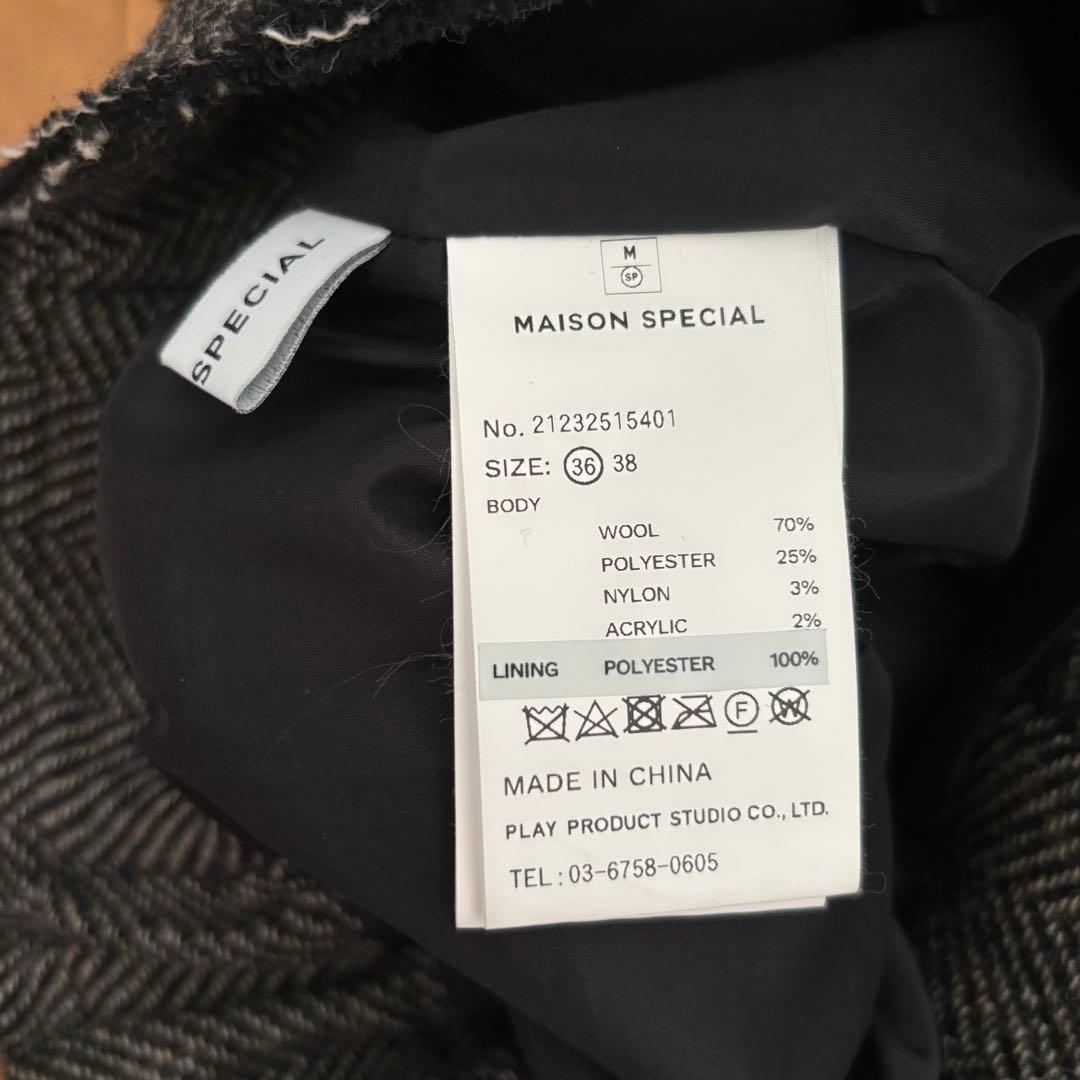 SPECIAL
M
SP
MAISON SPECIAL
No. 21232515401
SIZE: 36 38
BODY
WOOL 70%
POLYESTER 25%
NYLON 3%
ACRYLIC 2%
LINING POLYESTER 100%
F W
MADE IN CHINA
PLAY PRODUCT STUDIO CO., LTD.
TEL : 03-6758-0605